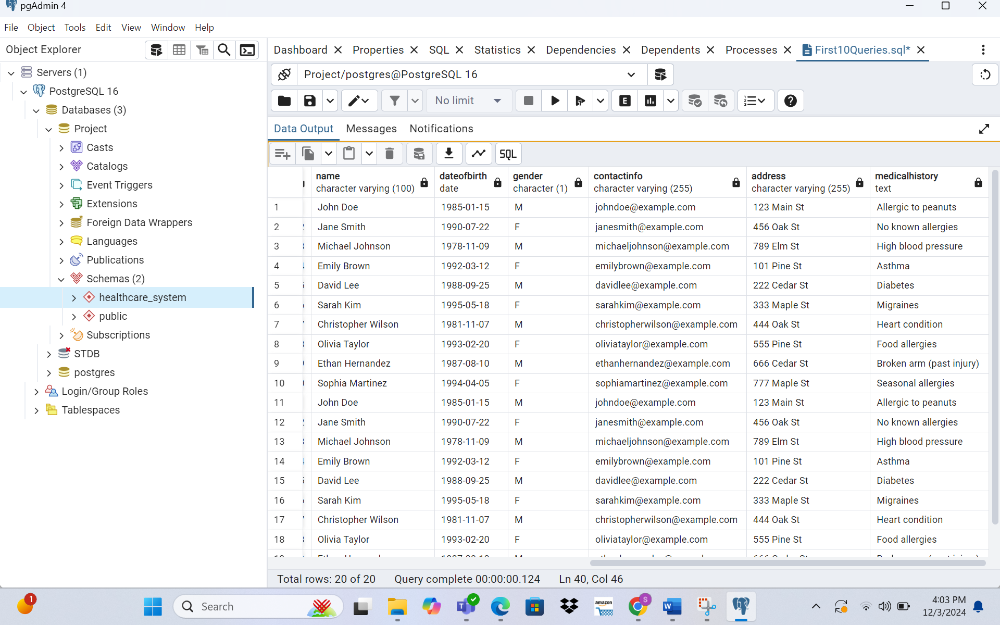 pgAdmin 4
File Object Tools Edit View Window Help
Object Explorer
Dashboard Properties SQL Statistics Dependencies Dependents Processes First10Queries.sql*
Servers (1)
PostgreSQL 16
Databases (3)
Project
Casts
Catalogs
Event Triggers
Extensions
Foreign Data Wrappers
Languages
Publications
Schemas (2)
healthcare_system
public
Subscriptions
STDB
postgres
Login/Group Roles
Tablespaces
Project/postgres@PostgreSQL 16
No limit
E
Data Output Messages Notifications
SQL
name dateofbirth gender contactinfo address medicalhistory
character varying (100) date character (1) character varying (255) character varying (255) text
1 John Doe 1985-01-15 M johndoe@example.com 123 Main St Allergic to peanuts
2 Jane Smith 1990-07-22 F janesmith@example.com 456 Oak St No known allergies
3 Michael Johnson 1978-11-09 M michaeljohnson@example.com 789 Elm St High blood pressure
4 Emily Brown 1992-03-12 F emilybrown@example.com 101 Pine St Asthma
5 David Lee 1988-09-25 M davidlee@example.com 222 Cedar St Diabetes
6 Sarah Kim 1995-05-18 F sarahkim@example.com 333 Maple St Migraines
7 Christopher Wilson 1981-11-07 M christopherwilson@example.com 444 Oak St Heart condition
8 Olivia Taylor 1993-02-20 F oliviataylor@example.com 555 Pine St Food allergies
9 Ethan Hernandez 1987-08-10 M ethanhernandez@example.com 666 Cedar St Broken arm (past injury)
10 Sophia Martinez 1994-04-05 F sophiamartinez@example.com 777 Maple St Seasonal allergies
11 John Doe 1985-01-15 M johndoe@example.com 123 Main St Allergic to peanuts
12 Jane Smith 1990-07-22 F janesmith@example.com 456 Oak St No known allergies
13 Michael Johnson 1978-11-09 M michaeljohnson@example.com 789 Elm St High blood pressure
14 Emily Brown 1992-03-12 F emilybrown@example.com 101 Pine St Asthma
15 David Lee 1988-09-25 M davidlee@example.com 222 Cedar St Diabetes
16 Sarah Kim 1995-05-18 F sarahkim@example.com 333 Maple St Migraines
17 Christopher Wilson 1981-11-07 M christopherwilson@example.com 444 Oak St Heart condition
18 Olivia Taylor 1993-02-20 F oliviataylor@example.com 555 Pine St Food allergies
Total rows: 20 of 20 Query complete 00:00:00.124 Ln 40, Col 46
1
Search
amazon
S
4:03 PM
12/3/2024